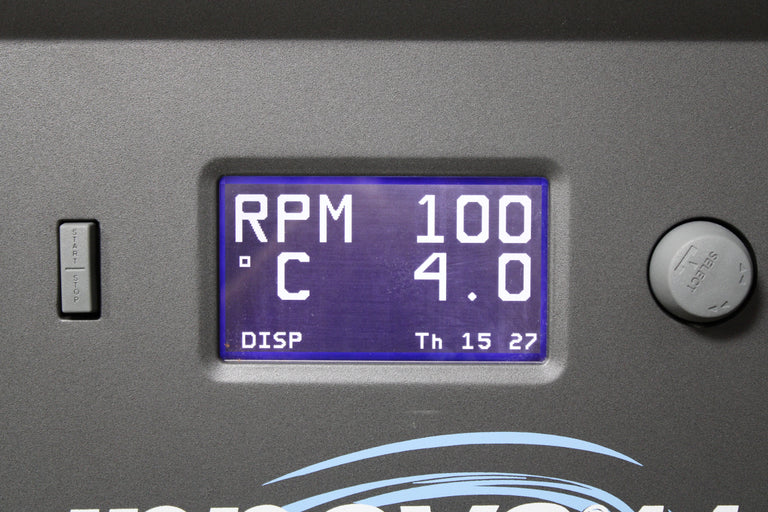 RPM 100
°C 4.0
DISP Th 15 27
START
STOP
SELECT